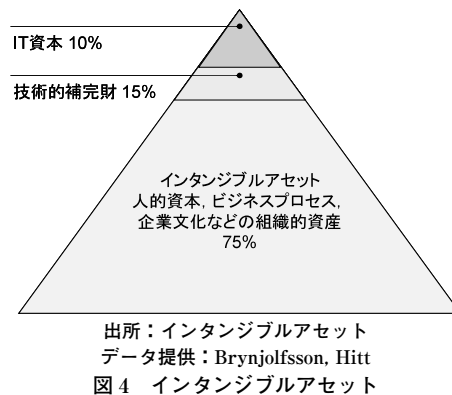 IT資本 10%
技術的補完財 15%
インタンジブルアセット
人的資本, ビジネスプロセス,
企業文化などの組織的資産
75%
出所：インタンジブルアセット
データ提供：Brynjolfsson, Hitt
図4 インタンジブルアセット